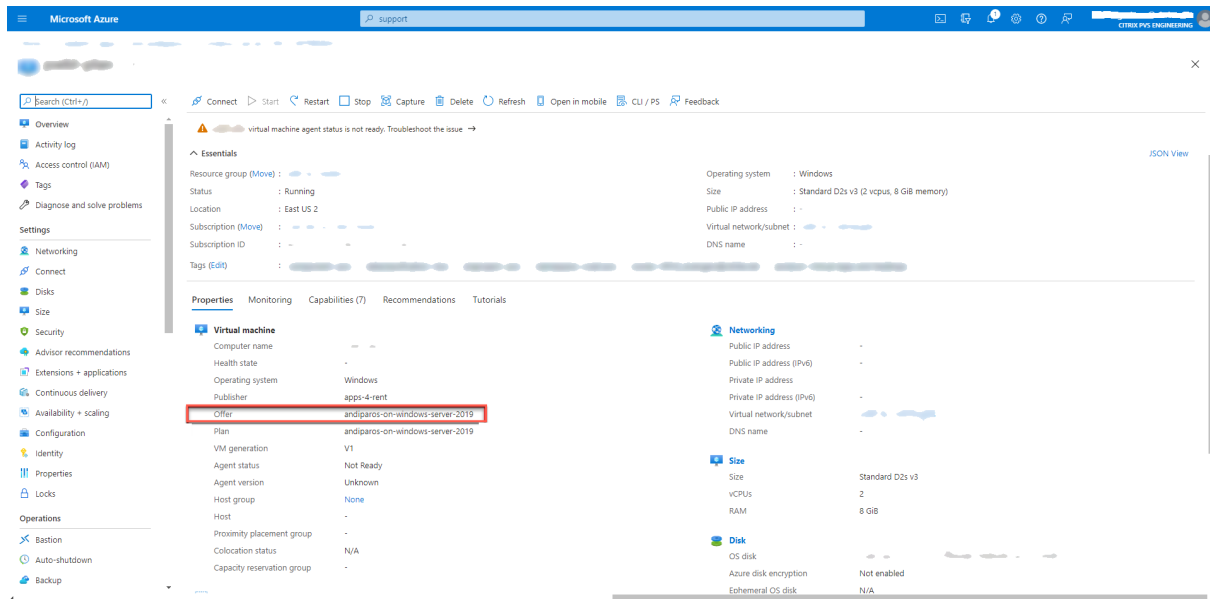 Microsoft Azure
support
1
CITRIX PVS ENGINEERING
Search (Ctrl+/)
«
Connect Start Restart Stop Capture Delete Refresh Open in mobile CLI / PS Feedback
Overview
Activity log
Access control (IAM)
Tags
Diagnose and solve problems
Settings
Networking
Connect
Disks
Size
Security
Advisor recommendations
Extensions + applications
Continuous delivery
Availability + scaling
Configuration
Identity
Properties
Locks
Operations
Bastion
Auto-shutdown
Backup
virtual machine agent status is not ready. Troubleshoot the issue →
Essentials
JSON View
Resource group (Move) :
Status : Running
Location : East US 2
Subscription (Move) :
Subscription ID :
Tags (Edit) :
Operating system : Windows
Size : Standard D2s v3 (2 vcpus, 8 GiB memory)
Public IP address : -
Virtual network/subnet :
DNS name : -
Properties Monitoring Capabilities (7) Recommendations Tutorials
Virtual machine
Computer name
Health state -
Operating system Windows
Publisher apps-4-rent
Offer andiparos-on-windows-server-2019
Plan andiparos-on-windows-server-2019
VM generation V1
Agent status Not Ready
Agent version Unknown
Host group None
Host -
Proximity placement group -
Colocation status N/A
Capacity reservation group -
Networking
Public IP address -
Public IP address (IPv6) -
Private IP address
Private IP address (IPv6) -
Virtual network/subnet
DNS name -
Size
Size Standard D2s v3
vCPUs 2
RAM 8 GiB
Disk
OS disk
Azure disk encryption Not enabled
Ephemeral OS disk N/A